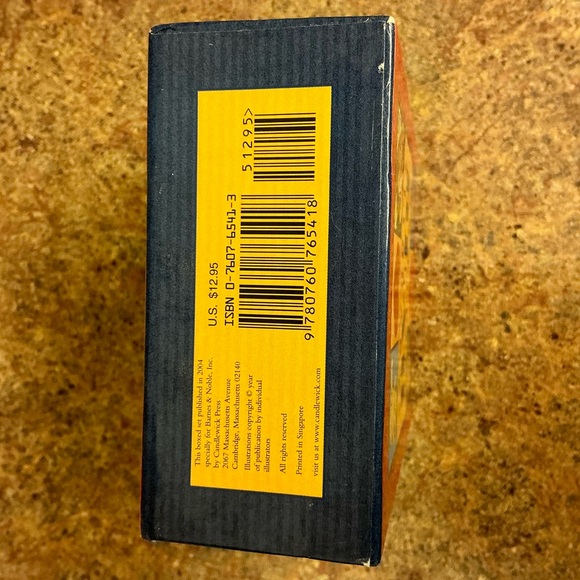 This boxed set published in 2004
specially for Barnes & Noble, Inc.
by Candlewick Press
2067 Massachusetts Avenue
Cambridge, Massachusetts 02140
Illustrations copyright © year
of publication by individual
illustrators
All rights reserved
Printed in Singapore
visit us at www.candlewick.com
U.S. $12.95
ISBN 0-7607-6541-3
9 780760 765418
5 1295>